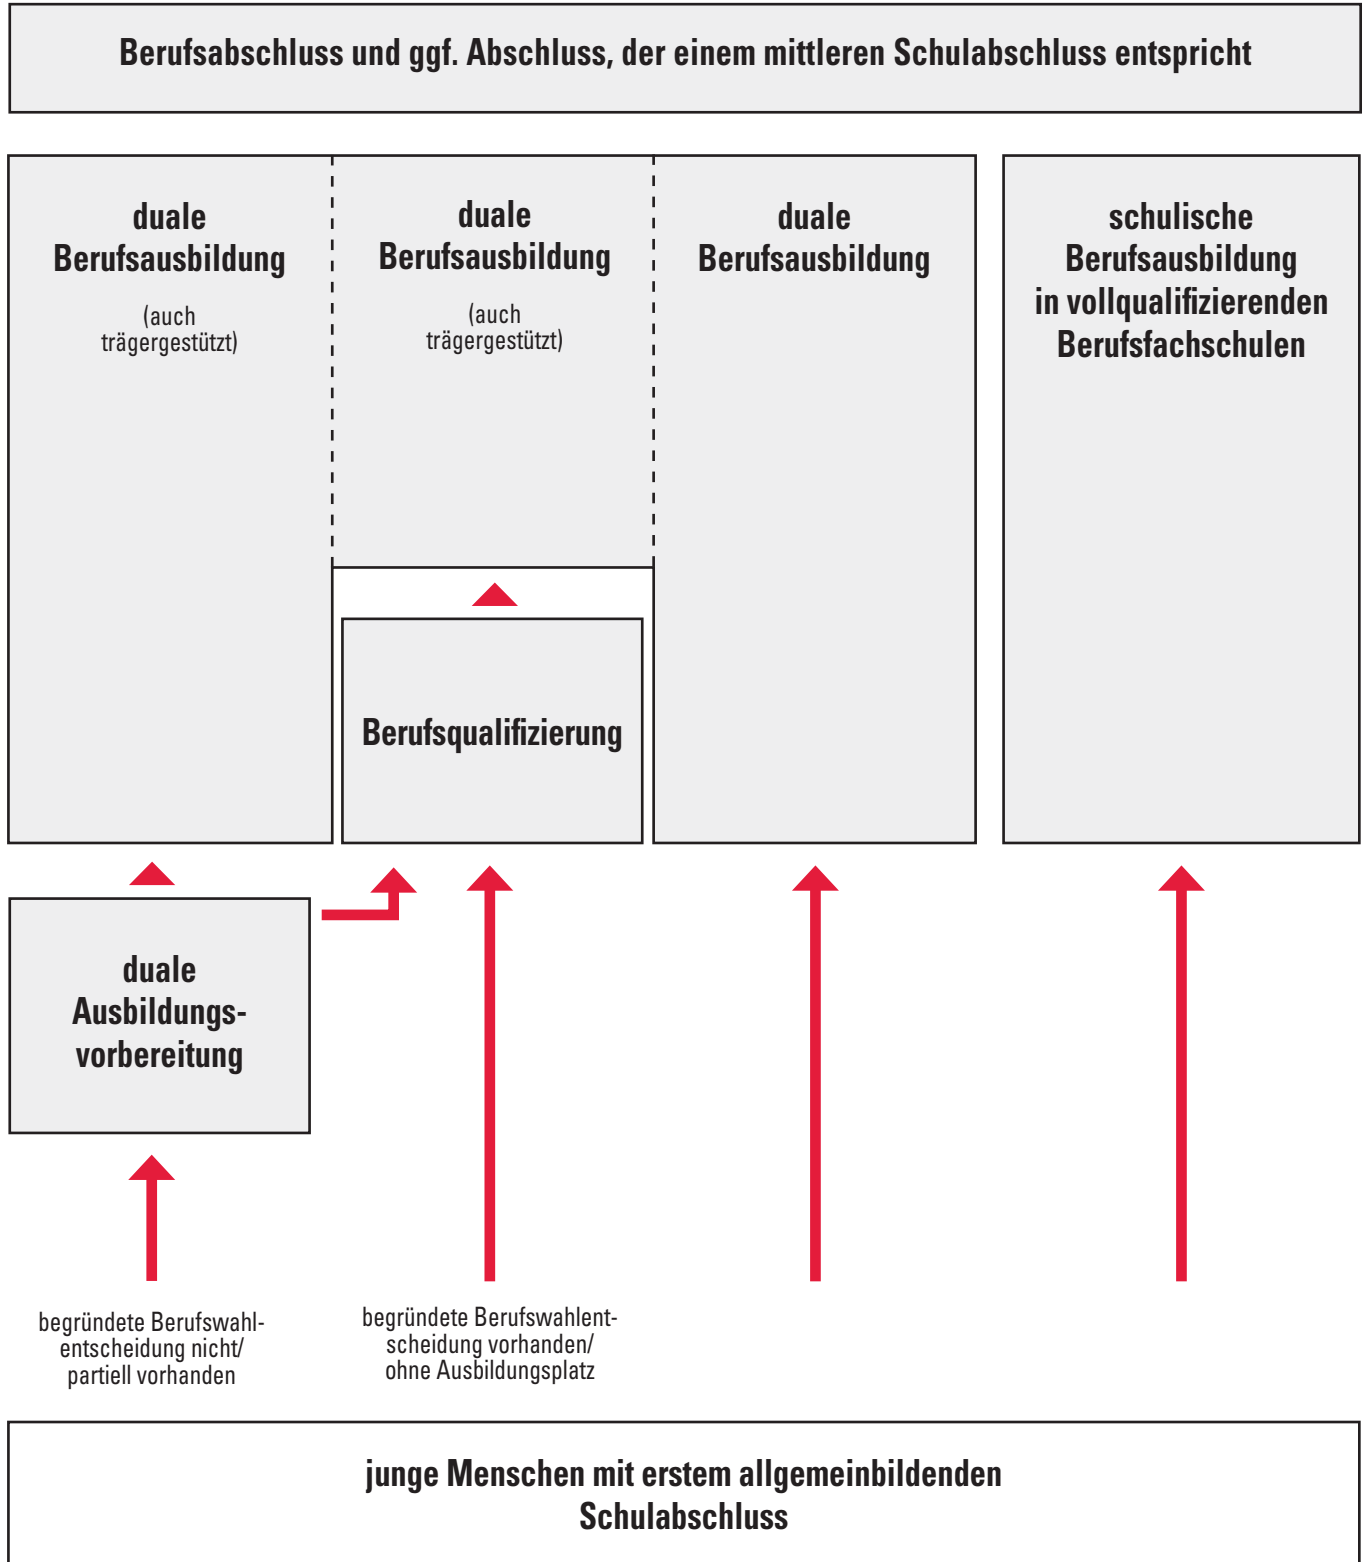 Berufsabschluss und ggf. Abschluss, der einem mittleren Schulabschluss entspricht
duale
Berufsausbildung
(auch
trägergestützt)
duale
Berufsausbildung
(auch
trägergestützt)
duale
Berufsausbildung
schulische
Berufsausbildung
in vollqualifizierenden
Berufsfachschulen
Berufsqualifizierung
duale
Ausbildungs-
vorbereitung
begründete Berufswahl-
entscheidung nicht/
partiell vorhanden
begründete Berufswahlent-
scheidung vorhanden/
ohne Ausbildungsplatz
junge Menschen mit erstem allgemeinbildenden
Schulabschluss